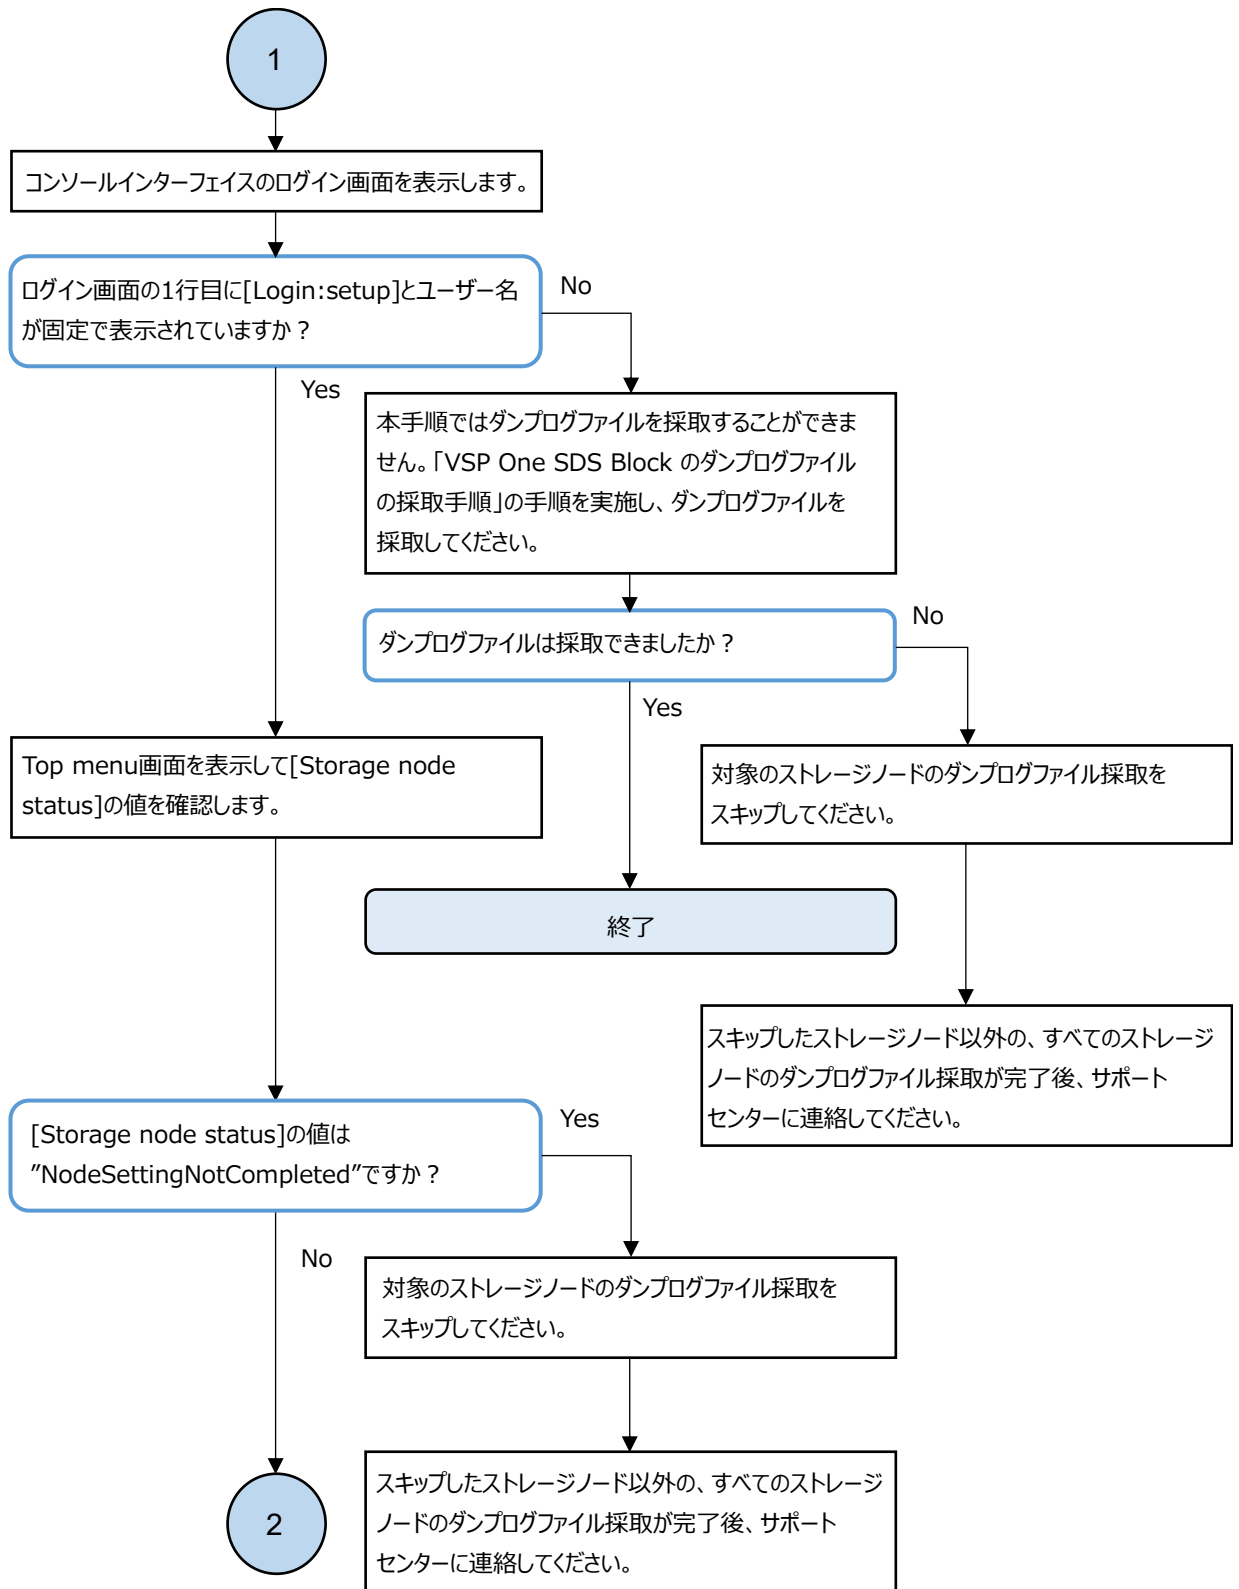 1
コンソールインターフェイスのログイン画面を表示します。
ログイン画面の1行目に[Login:setup]とユーザー名
が固定で表示されていますか？
No
Yes
本手順ではダンプログファイルを採取することができま
せん。「VSP One SDS Block のダンプログファイル
の採取手順」の手順を実施し、ダンプログファイルを
採取してください。
ダンプログファイルは採取できましたか？
No
Yes
Top menu画面を表示して[Storage node
status]の値を確認します。
対象のストレージノードのダンプログファイル採取を
スキップしてください。
終了
スキップしたストレージノード以外の、すべてのストレージ
ノードのダンプログファイル採取が完了後、サポート
センターに連絡してください。
[Storage node status]の値は
”NodeSettingNotCompleted”ですか？
Yes
No
対象のストレージノードのダンプログファイル採取を
スキップしてください。
2
スキップしたストレージノード以外の、すべてのストレージ
ノードのダンプログファイル採取が完了後、サポート
センターに連絡してください。